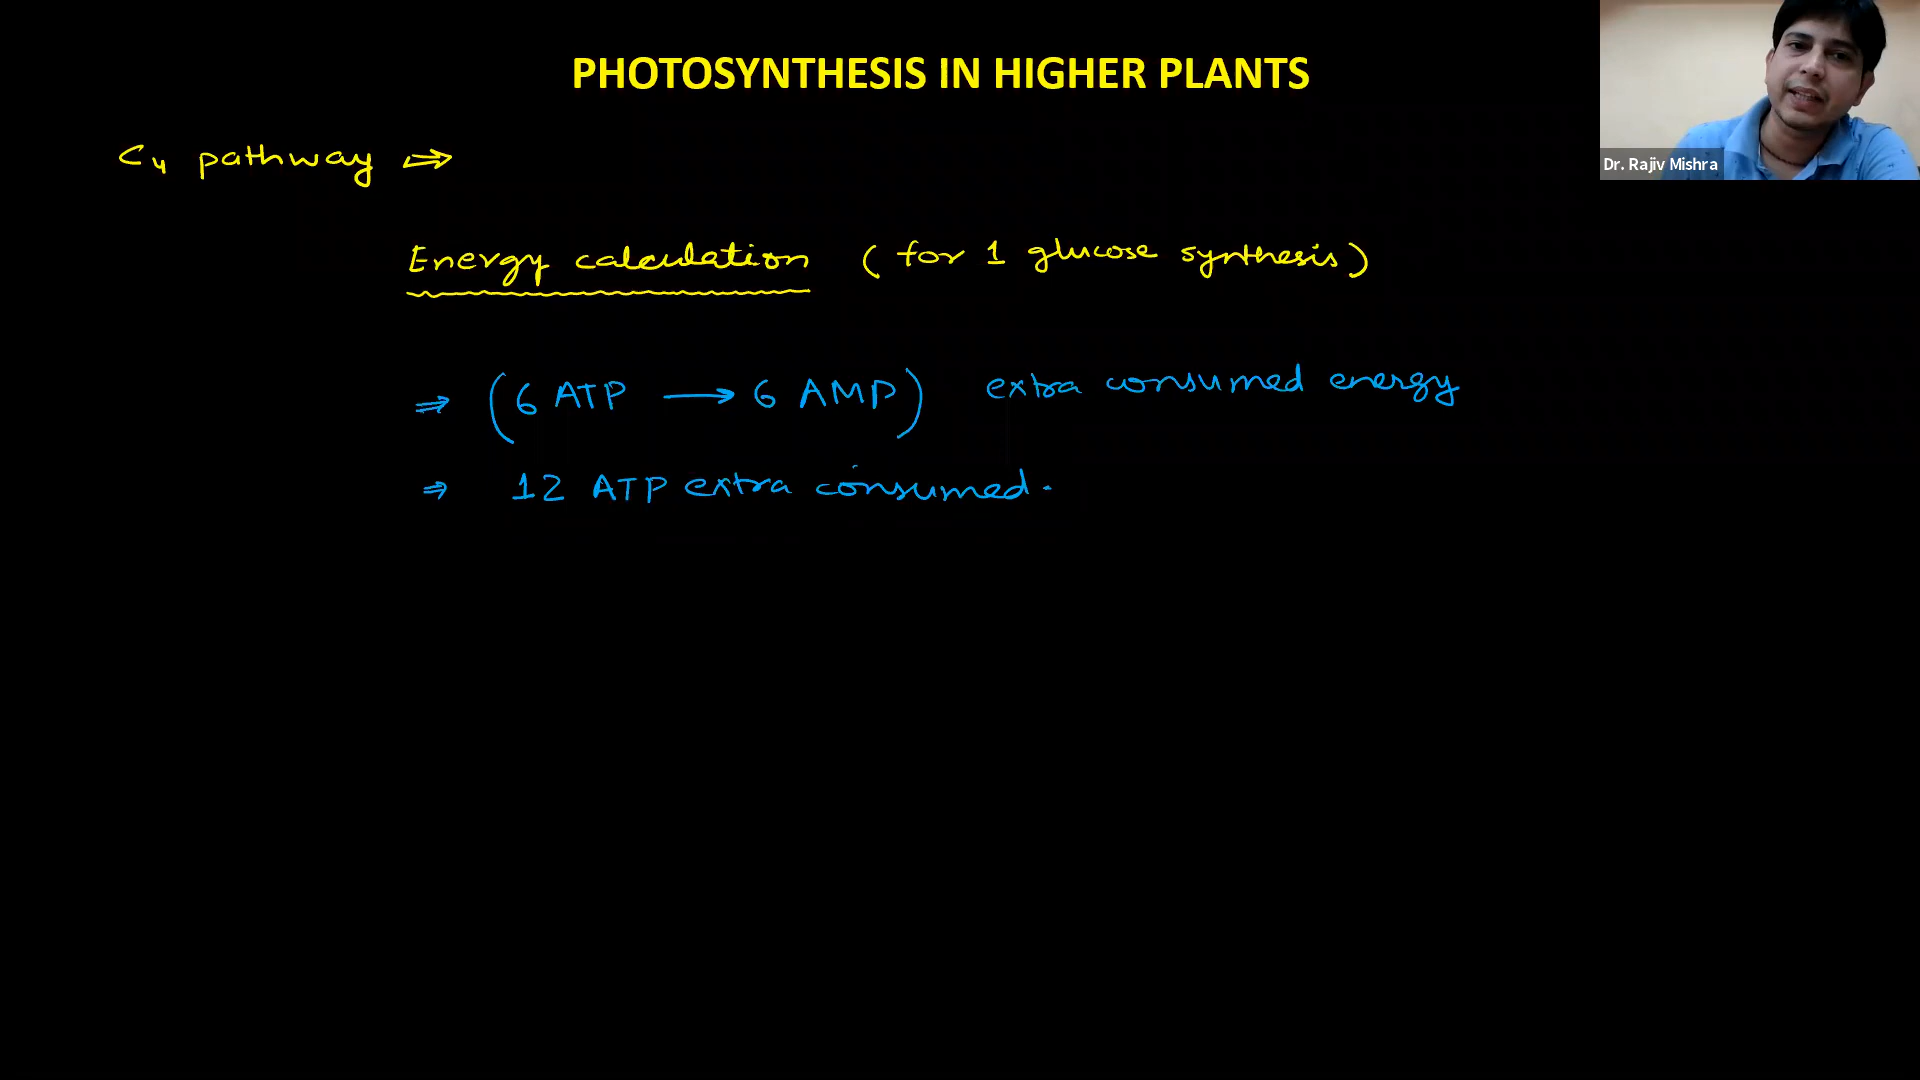 PHOTOSYNTHESIS IN HIGHER PLANTS
Dr. Rajiv Mishra
C₄ pathway ⇒
Energy calculation (for 1 glucose synthesis)
⇒ (6 ATP ⟶ 6 AMP) extra consumed energy
⇒ 12 ATP extra consumed.